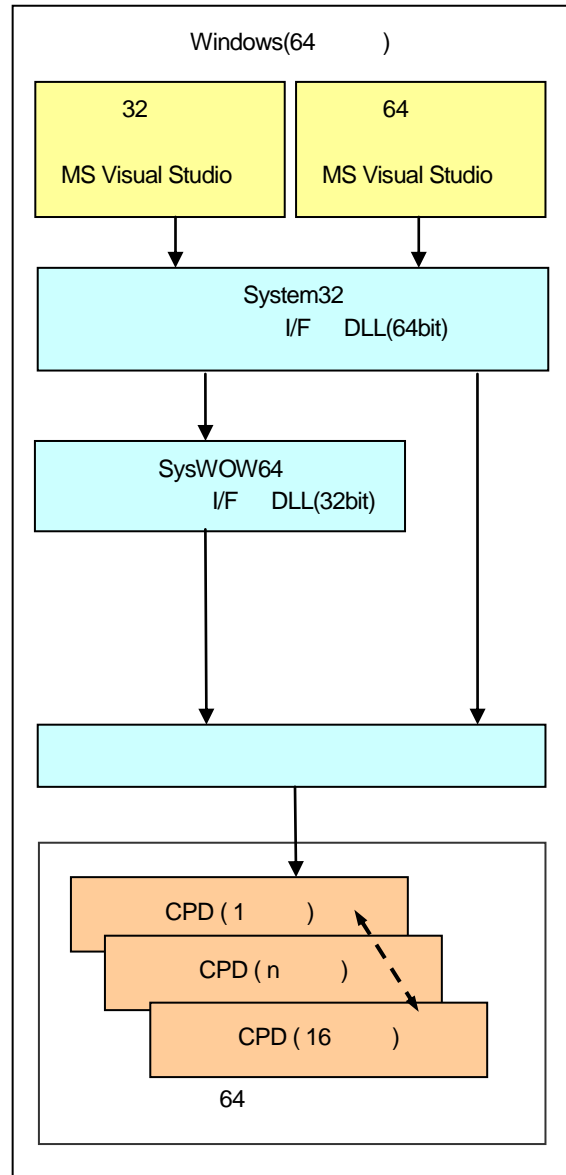 Windows(64 )
32
MS Visual Studio
64
MS Visual Studio
System32
I/F DLL(64bit)
SysWOW64
I/F DLL(32bit)
CPD ( 1 )
CPD ( n )
CPD ( 16 )
64